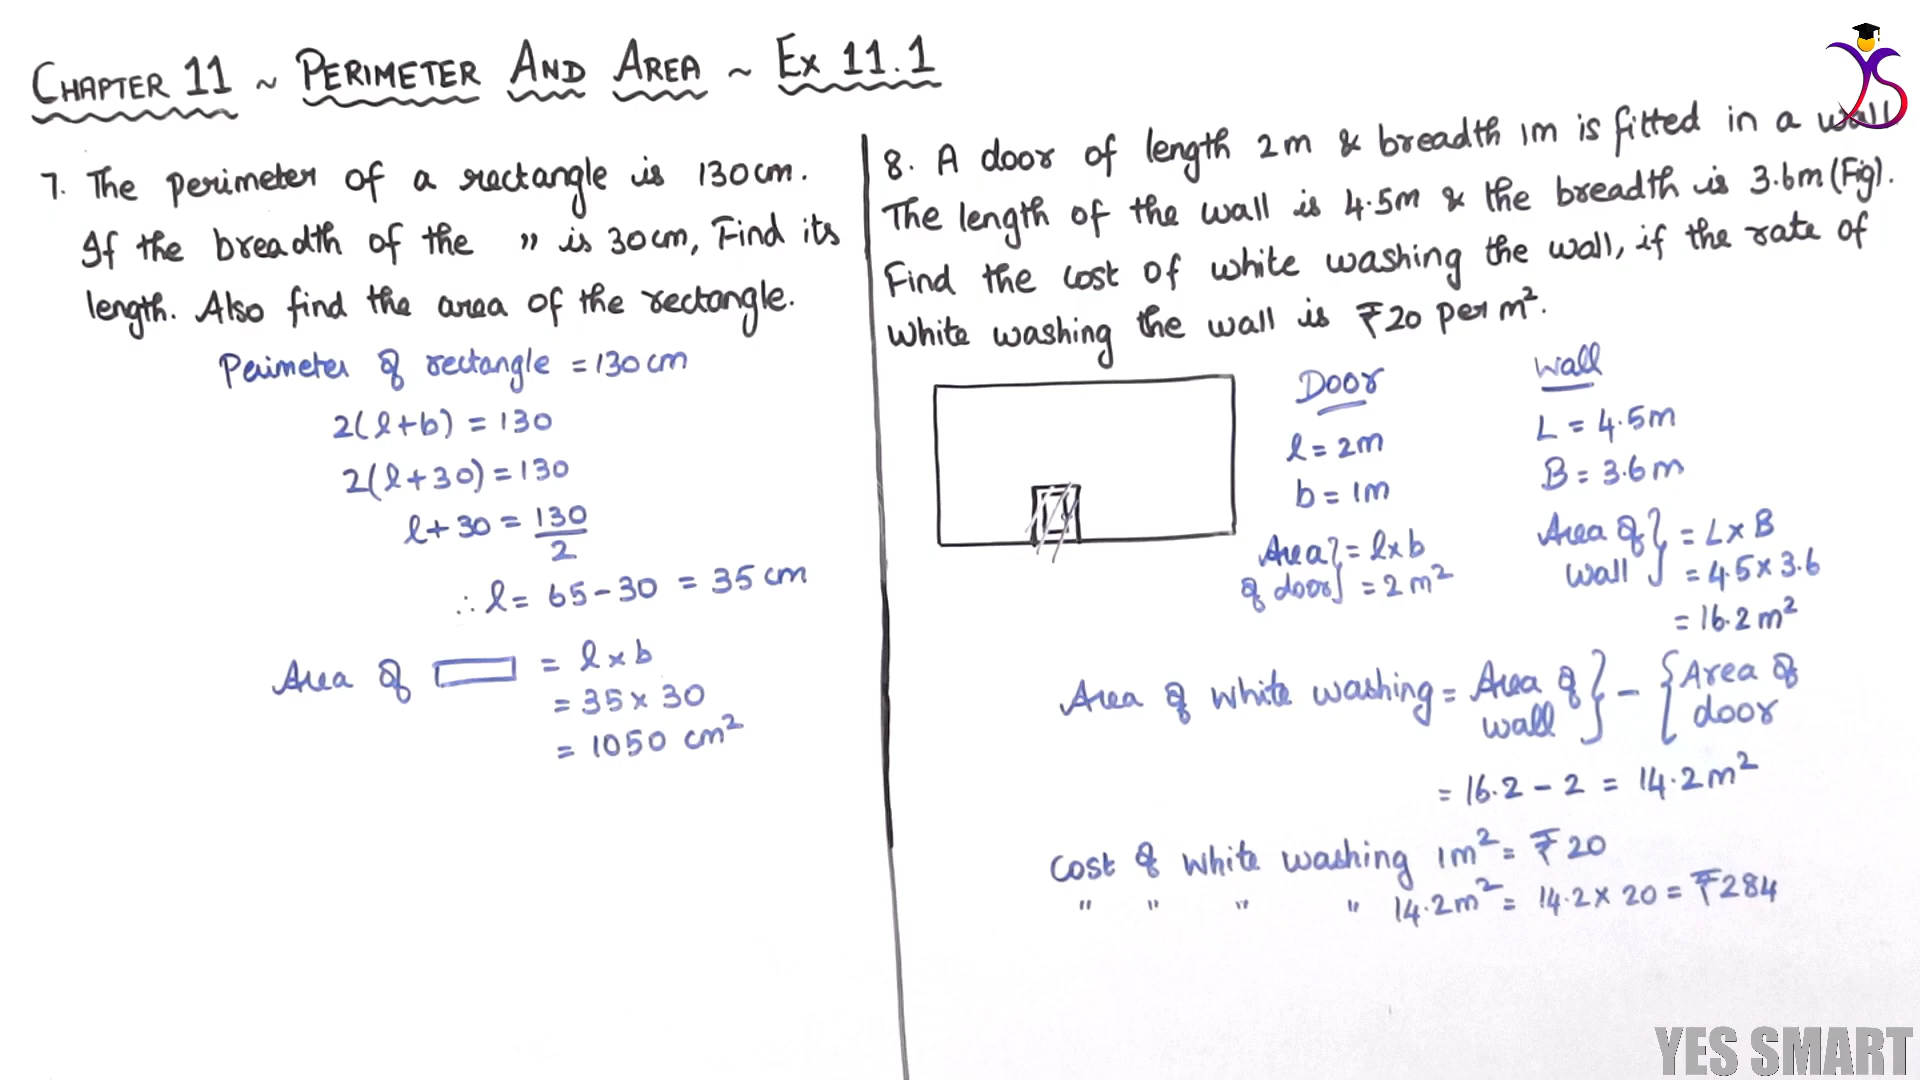 CHAPTER 11 ~ PERIMETER AND AREA ~ Ex 11.1
7. The perimeter of a rectangle is 130cm.
If the breadth of the " is 30cm, Find its
length. Also find the area of the rectangle.
Perimeter of rectangle = 130cm
2(l+b) = 130
2(l+30) = 130
l+30 = 130/2
∴ l = 65-30 = 35cm
Area of ▭ = l×b
= 35×30
= 1050 cm²
8. A door of length 2m & breadth 1m is fitted in a wall
The length of the wall is 4.5m & the breadth is 3.6m (Fig).
Find the cost of white washing the wall, if the rate of
white washing the wall is ₹20 per m².
Door
l = 2m
b = 1m
Area of door } = l×b
= 2m²
Wall
L = 4.5m
B = 3.6m
Area of wall } = L×B
= 4.5×3.6
= 16.2m²
Area of white washing = Area of wall } - { Area of door
= 16.2 - 2 = 14.2m²
Cost of white washing 1m² = ₹20
" " " " 14.2m² = 14.2×20 = ₹284
YS
YES SMART